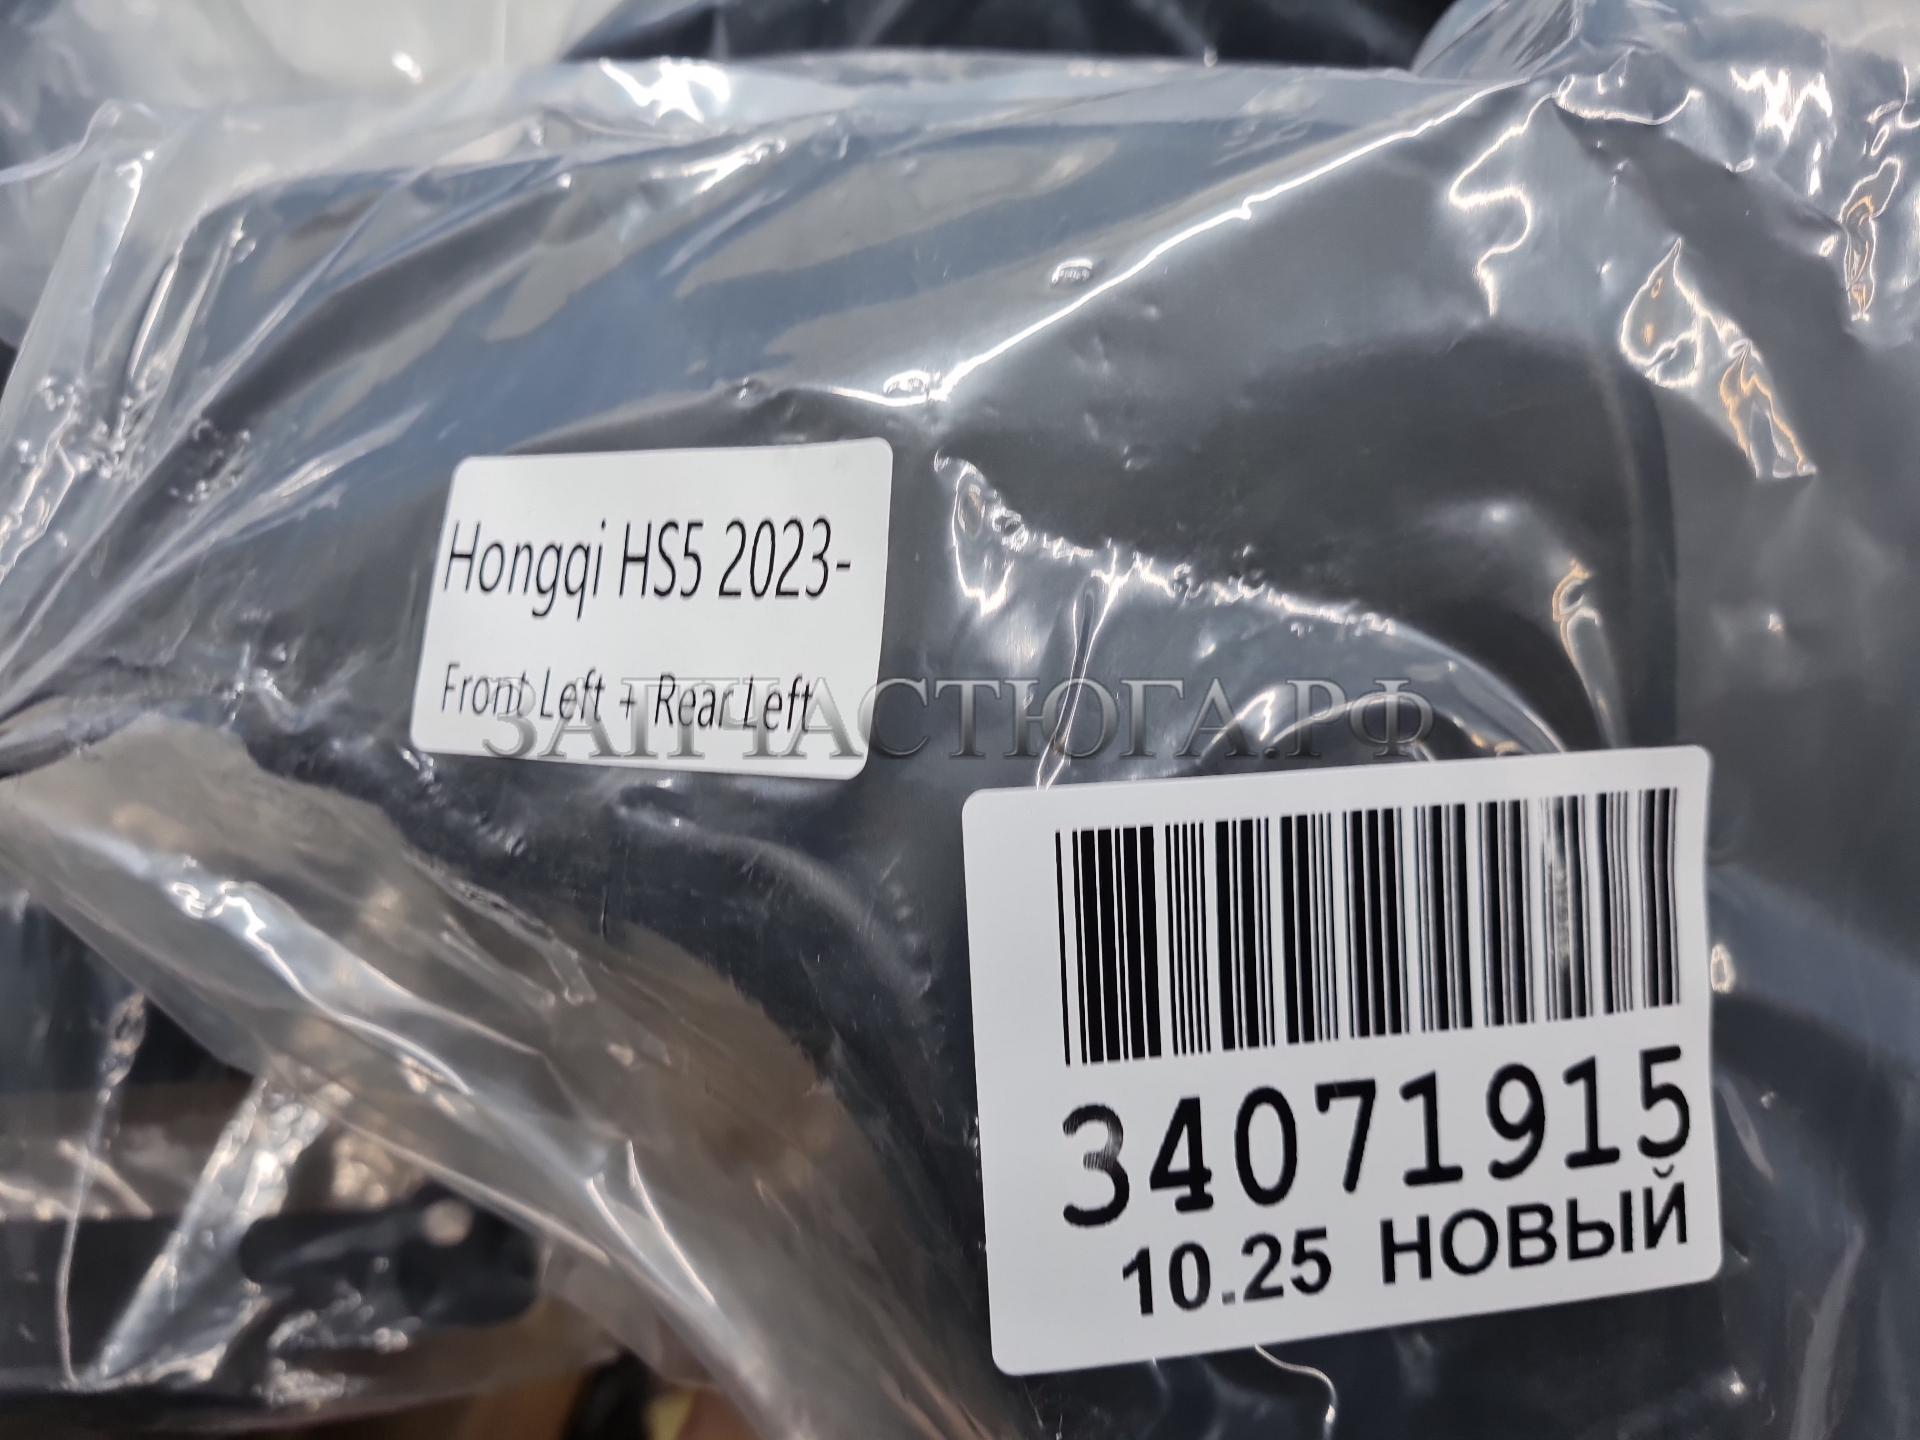 Hongqi HS5 2023-
Front Left + Rear Left
ЗАПЧАСТЮГА.РФ
34071915
10.25 НОВЫЙ